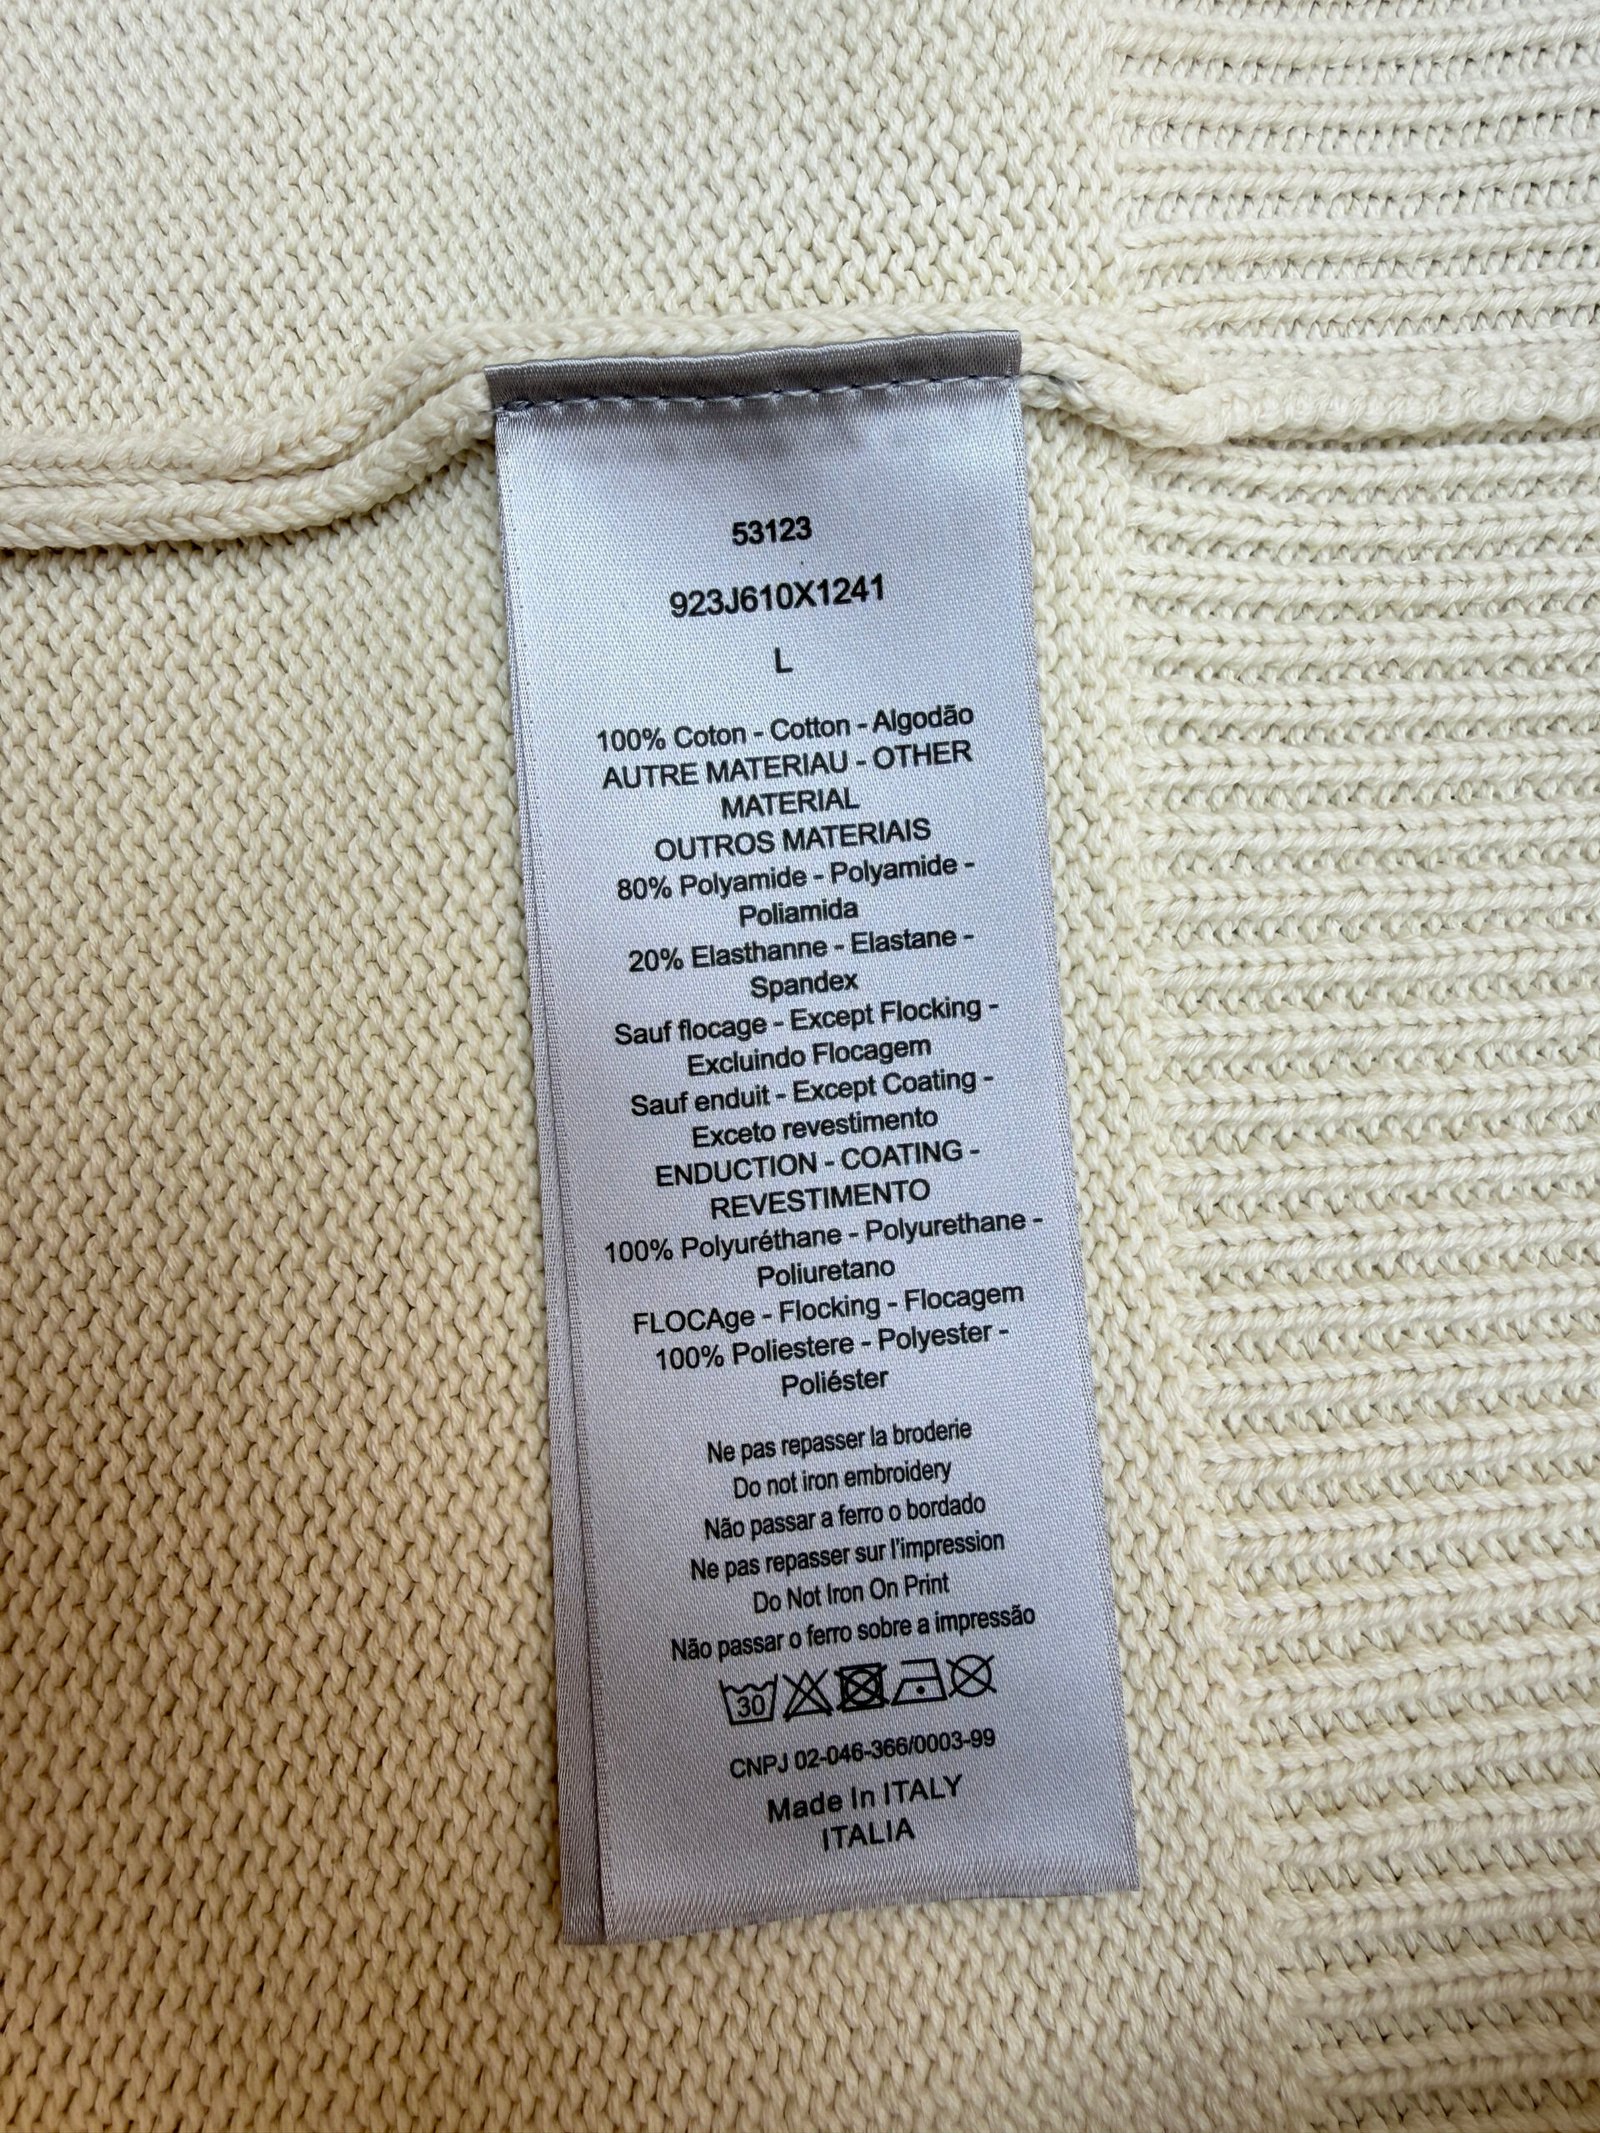 53123
923J610X1241
L
100% Coton - Cotton - Algodão
AUTRE MATERIAU - OTHER
MATERIAL
OUTROS MATERIAIS
80% Polyamide - Polyamide -
Poliamida
20% Elasthanne - Elastane -
Spandex
Sauf flocage - Except Flocking -
Excluindo Flocagem
Sauf enduit - Except Coating -
Exceto revestimento
ENDUCTION - COATING -
REVESTIMENTO
100% Polyuréthane - Polyurethane -
Poliuretano
FLOCAge - Flocking - Flocagem
100% Poliestere - Polyester -
Poliéster
Ne pas repasser la broderie
Do not iron embroidery
Não passar a ferro o bordado
Ne pas repasser sur l'impression
Do Not Iron On Print
Não passar o ferro sobre a impressão
30
CNPJ 02-046-366/0003-99
Made In ITALY
ITALIA